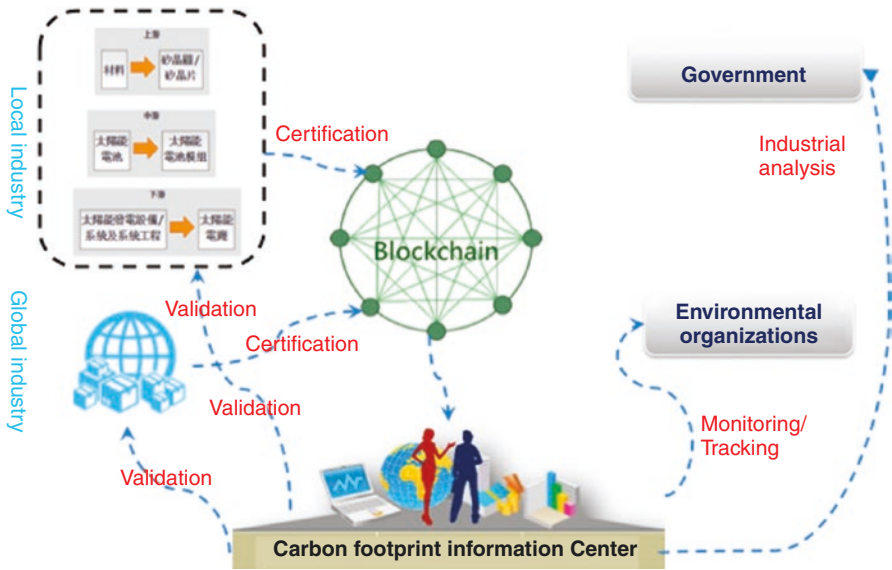 上游
材料
砂晶圓/
砂晶片
中游
太陽能
電池
太陽能
電池模組
下游
太陽能發電設備/
系統及系統工程
太陽能
電廠
Local industry
Global industry
Certification
Blockchain
Validation
Certification
Validation
Validation
Government
Industrial
analysis
Environmental
organizations
Monitoring/
Tracking
Carbon footprint information Center